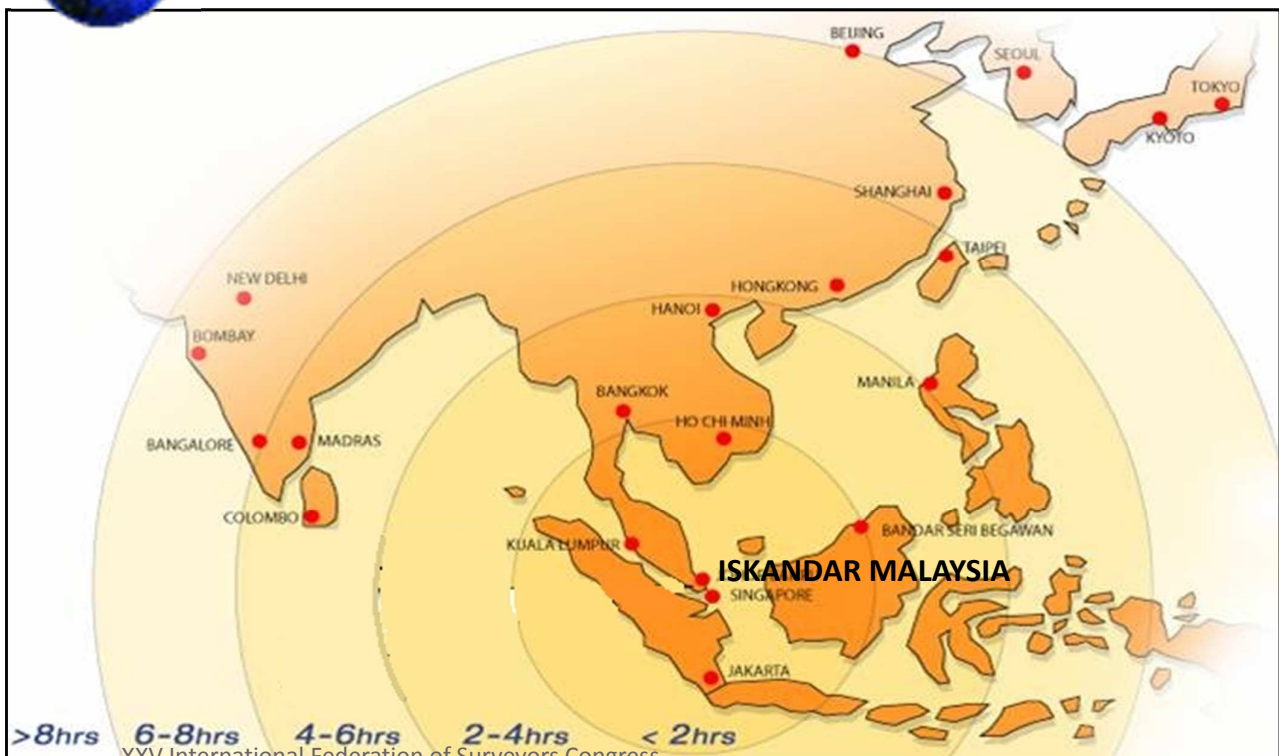 BEIJING
SEOUL
TOKYO
KYOTO
SHANGHAI
TAIPEI
NEW DELHI
HONGKONG
HANOI
BOMBAY
MANILA
BANGKOK
HO CHI MINH
BANGALORE
MADRAS
COLOMBO
BANDAR SERI BEGAWAN
KUALA LUMPUR
ISKANDAR MALAYSIA
SINGAPORE
JAKARTA
>8hrs 6-8hrs 4-6hrs 2-4hrs < 2hrs
XXV International Federation of Surveyors Congress